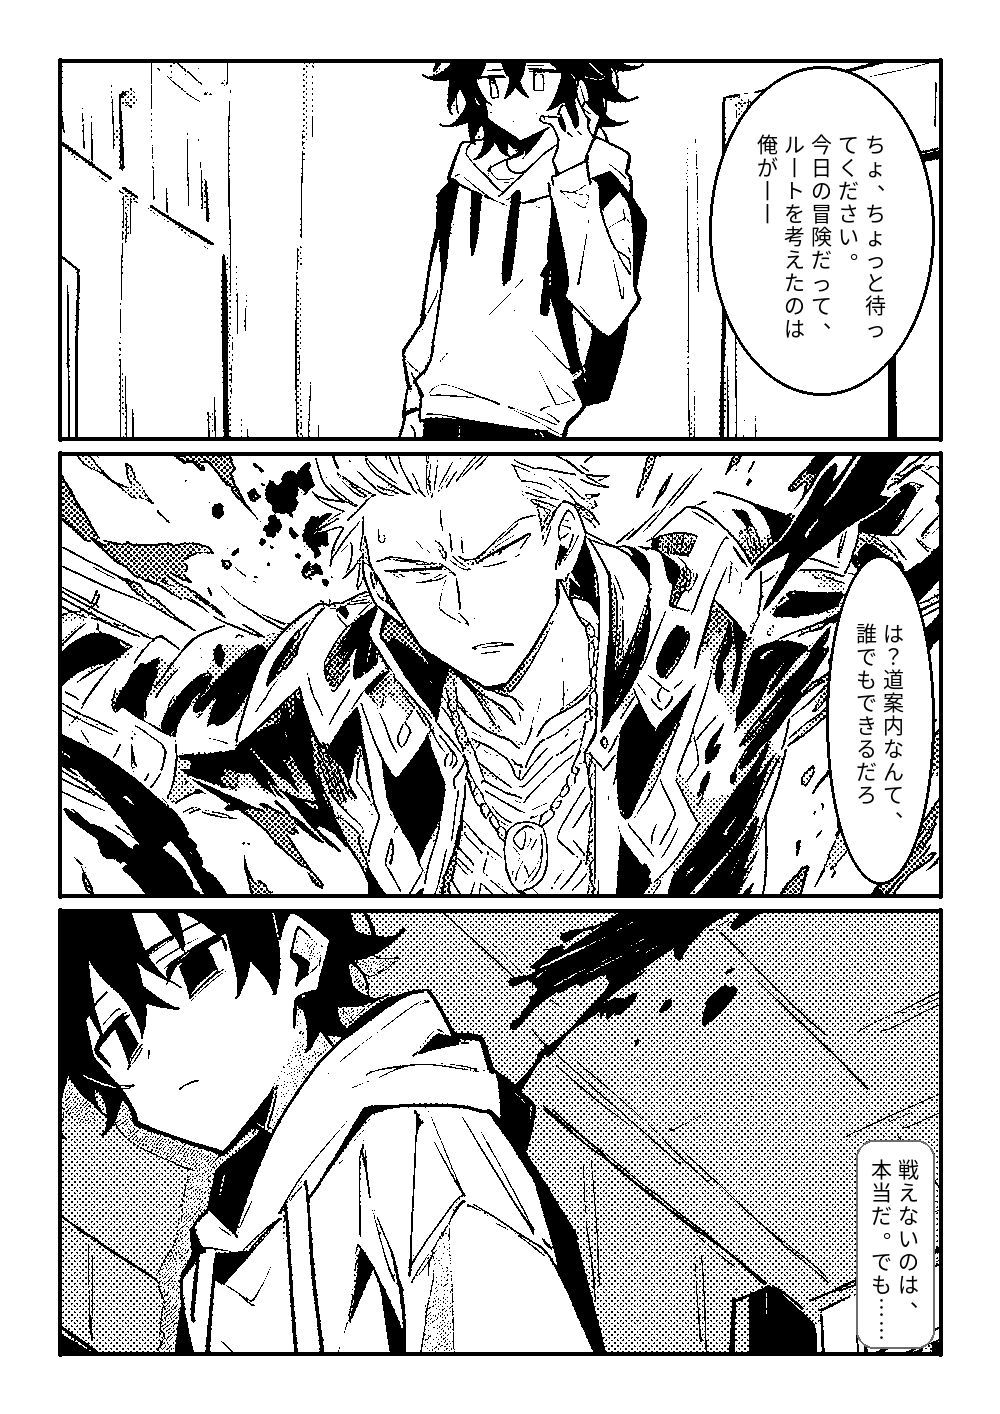 ちょ、ちょっと待っ
てください。
今日の冒険だって、
ルートを考えたのは
俺が――
は？道案内なんて、
誰でもできるだろ
戦えないのは、
本当だ。でも……